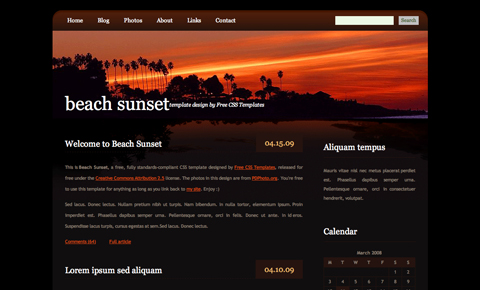 Home Blog Photos About Links Contact
Search
beach sunset template design by Free CSS Templates
Welcome to Beach Sunset
04.15.09
This is Beach Sunset, a free, fully standards-compliant CSS template designed by Free CSS Templates, released for
free under the Creative Commons Attribution 2.5 license. The photos in this design are from PDPhoto.org. You're free
to use this template for anything as long as you link back to my site. Enjoy :)
Sed lacus. Donec lectus. Nullam pretium nibh ut turpis. Nam bibendum. In nulla tortor, elementum ipsum. Proin
imperdiet est. Phasellus dapibus semper urna. Pellentesque ornare, orci in felis. Donec ut ante. In id eros.
Suspendisse lacus turpis, cursus egestas at sem.Sed lacus. Donec lectus.
Comments (64) Full article
Lorem ipsum sed aliquam
04.10.09
Aliquam tempus
Mauris vitae nisl nec metus placerat perdiet
est. Phasellus dapibus semper urna.
Pellentesque ornare, orci in consectetuer
hendrerit, volutpat.
Calendar
March 2008
M T W T F S S
1 2
3 4 5 6 7 8 9